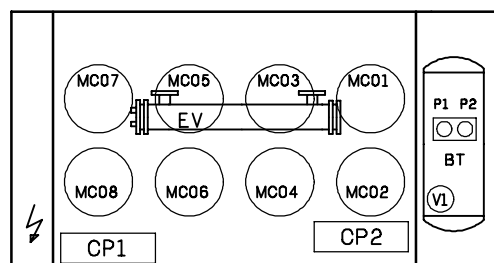 MC07 MC05 MC03 MC01
P1 P2
EV
BT
MC08 MC06 MC04 MC02
V1
CP1 CP2